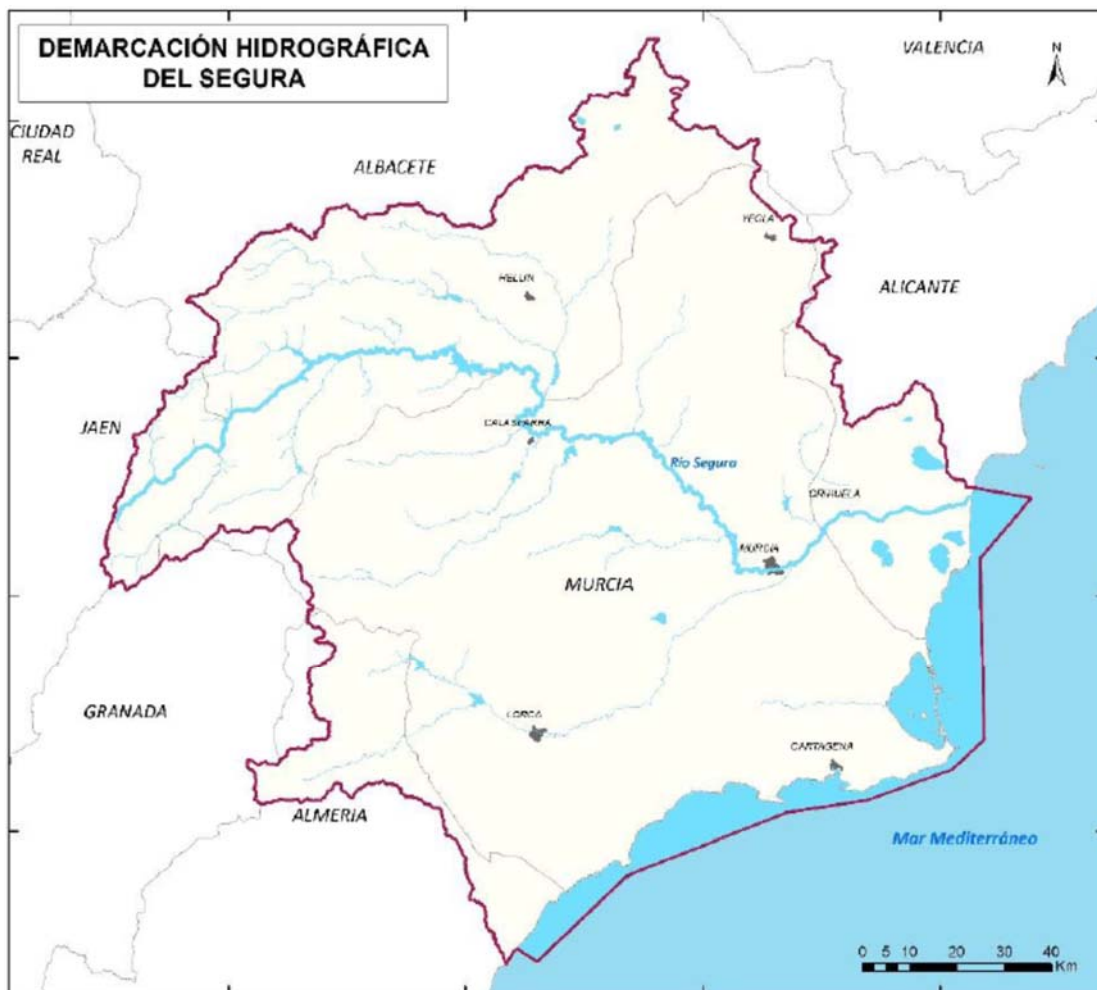 DEMARCACIÓN HIDROGRÁFICA
DEL SEGURA
VALENCIA
N
CIUDAD
REAL
ALBACETE
YECLA
HELLIN
ALICANTE
JAEN
CALASPARRA
Río Segura
ORIHUELA
MURCIA
MURCIA
GRANADA
LORCA
CARTAGENA
ALMERIA
Mar Mediterráneo
0 5 10 20 30 40
Km